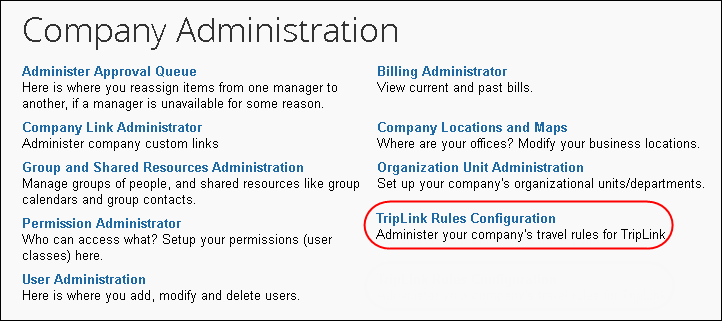 Company Administration
Administer Approval Queue
Here is where you reassign items from one manager to
another, if a manager is unavailable for some reason.
Company Link Administrator
Administer company custom links
Group and Shared Resources Administration
Manage groups of people, and shared resources like group
calendars and group contacts.
Permission Administrator
Who can access what? Setup your permissions (user
classes) here.
User Administration
Here is where you add, modify and delete users.
Billing Administrator
View current and past bills.
Company Locations and Maps
Where are your offices? Modify your business locations.
Organization Unit Administration
Set up your company's organizational units/departments.
TripLink Rules Configuration
Administer your company's travel rules for TripLink